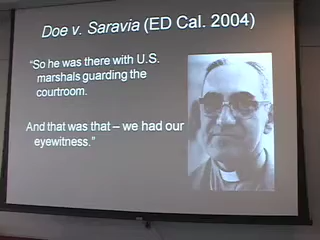 Doe v. Saravia (ED Cal. 2004)
"So he was there with U.S.
marshals guarding the
courtroom.
And that was that – we had our
eyewitness."